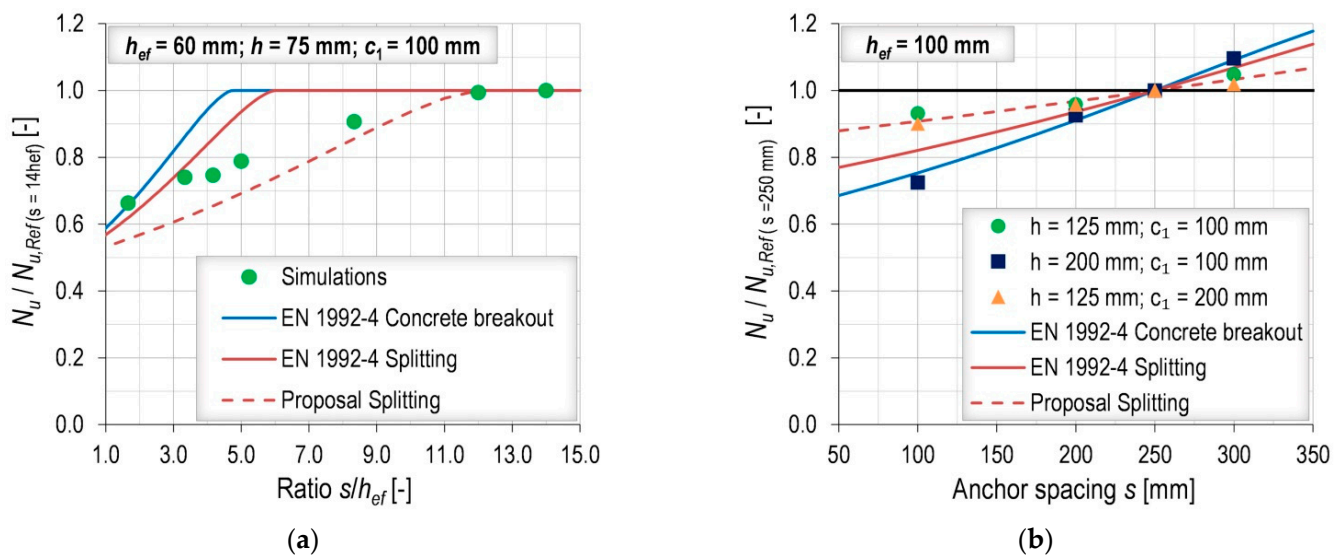 h_ef = 60 mm; h = 75 mm; c₁ = 100 mm
N_u / N_u,Ref (s = 14hef) [-]
1.2
1.0
0.8
0.6
0.4
0.2
0.0
Simulations
EN 1992-4 Concrete breakout
EN 1992-4 Splitting
Proposal Splitting
1.0 3.0 5.0 7.0 9.0 11.0 13.0 15.0
Ratio s/h_ef [-]
(a)
h_ef = 100 mm
N_u / N_u,Ref ( s =250 mm) [-]
1.2
1.0
0.8
0.6
0.4
0.2
0.0
h = 125 mm; c₁ = 100 mm
h = 200 mm; c₁ = 100 mm
h = 125 mm; c₁ = 200 mm
EN 1992-4 Concrete breakout
EN 1992-4 Splitting
Proposal Splitting
50 100 150 200 250 300 350
Anchor spacing s [mm]
(b)